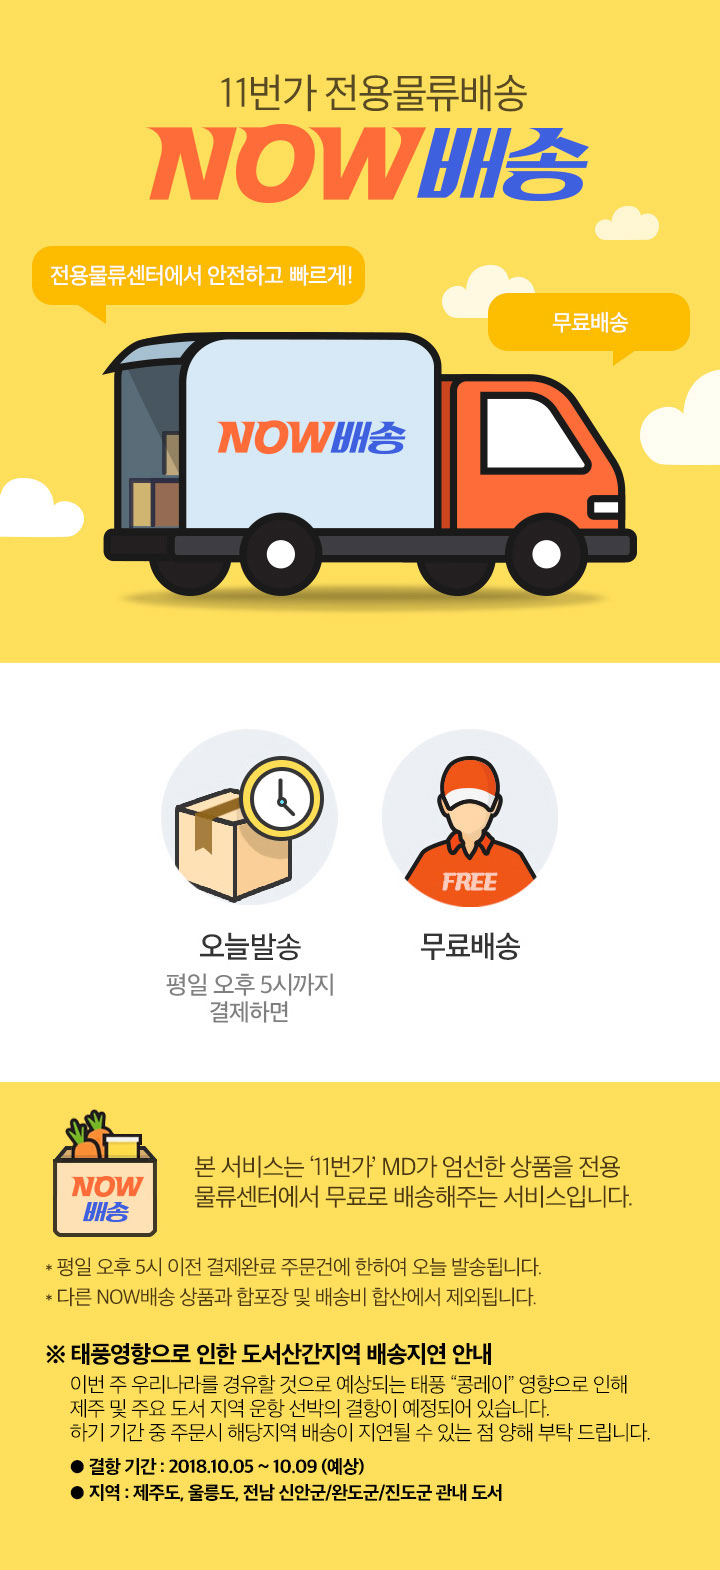 11번가 전용물류배송
NOW배송
전용물류센터에서 안전하고 빠르게!
무료배송
NOW배송
FREE
오늘발송
무료배송
평일 오후 5시까지
결제하면
NOW
배송
본 서비스는 ‘11번가’ MD가 엄선한 상품을 전용
물류센터에서 무료로 배송해주는 서비스입니다.
* 평일 오후 5시 이전 결제완료 주문건에 한하여 오늘 발송됩니다.
* 다른 NOW배송 상품과 합포장 및 배송비 합산에서 제외됩니다.
※ 태풍영향으로 인한 도서산간지역 배송지연 안내
이번 주 우리나라를 경유할 것으로 예상되는 태풍 “콩레이” 영향으로 인해
제주 및 주요 도서 지역 운항 선박의 결항이 예정되어 있습니다.
하기 기간 중 주문시 해당지역 배송이 지연될 수 있는 점 양해 부탁 드립니다.
● 결항 기간 : 2018.10.05 ~ 10.09 (예상)
● 지역 : 제주도, 울릉도, 전남 신안군/완도군/진도군 관내 도서